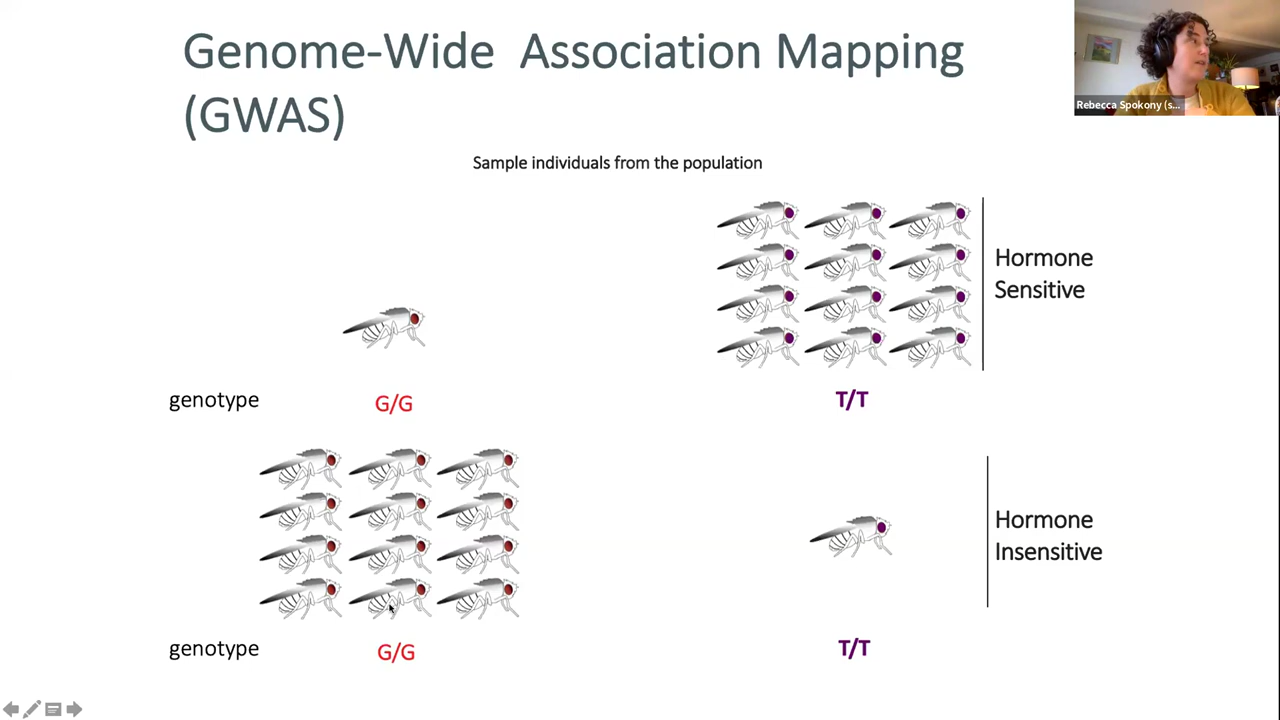 Genome-Wide Association Mapping
(GWAS)
Rebecca Spokony (s...
Sample individuals from the population
Hormone
Sensitive
genotype
G/G
T/T
Hormone
Insensitive
genotype
G/G
T/T